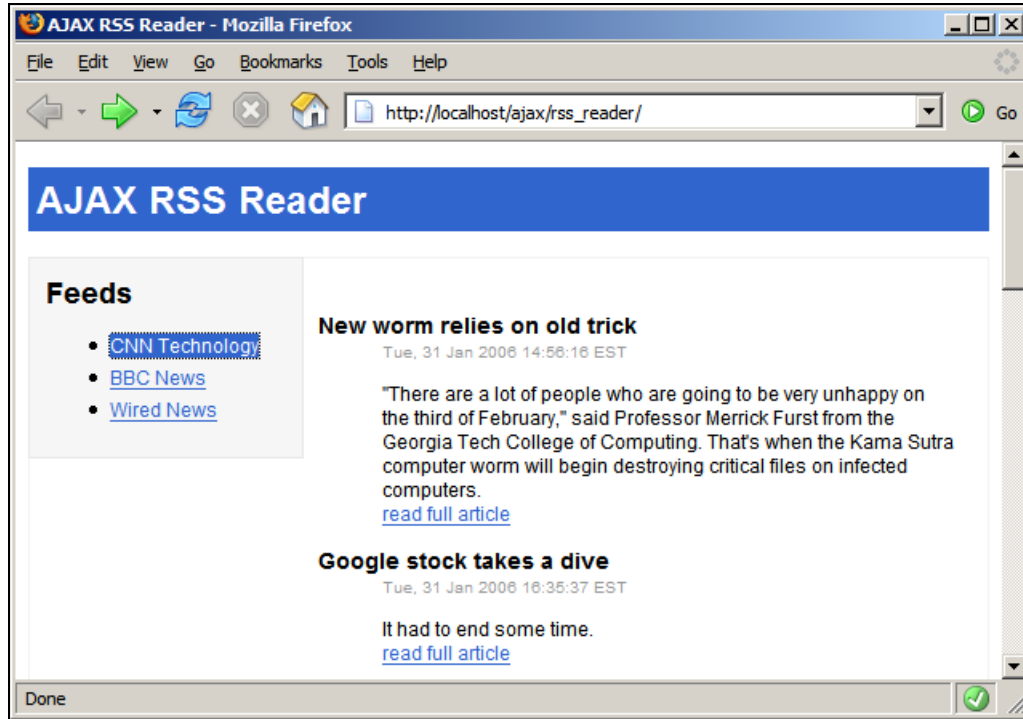 AJAX RSS Reader - Mozilla Firefox
File Edit View Go Bookmarks Tools Help
http://localhost/ajax/rss_reader/ Go
AJAX RSS Reader
Feeds
CNN Technology
BBC News
Wired News
New worm relies on old trick
Tue, 31 Jan 2006 14:56:16 EST
"There are a lot of people who are going to be very unhappy on
the third of February," said Professor Merrick Furst from the
Georgia Tech College of Computing. That's when the Kama Sutra
computer worm will begin destroying critical files on infected
computers.
read full article
Google stock takes a dive
Tue, 31 Jan 2006 16:35:37 EST
It had to end some time.
read full article
Done